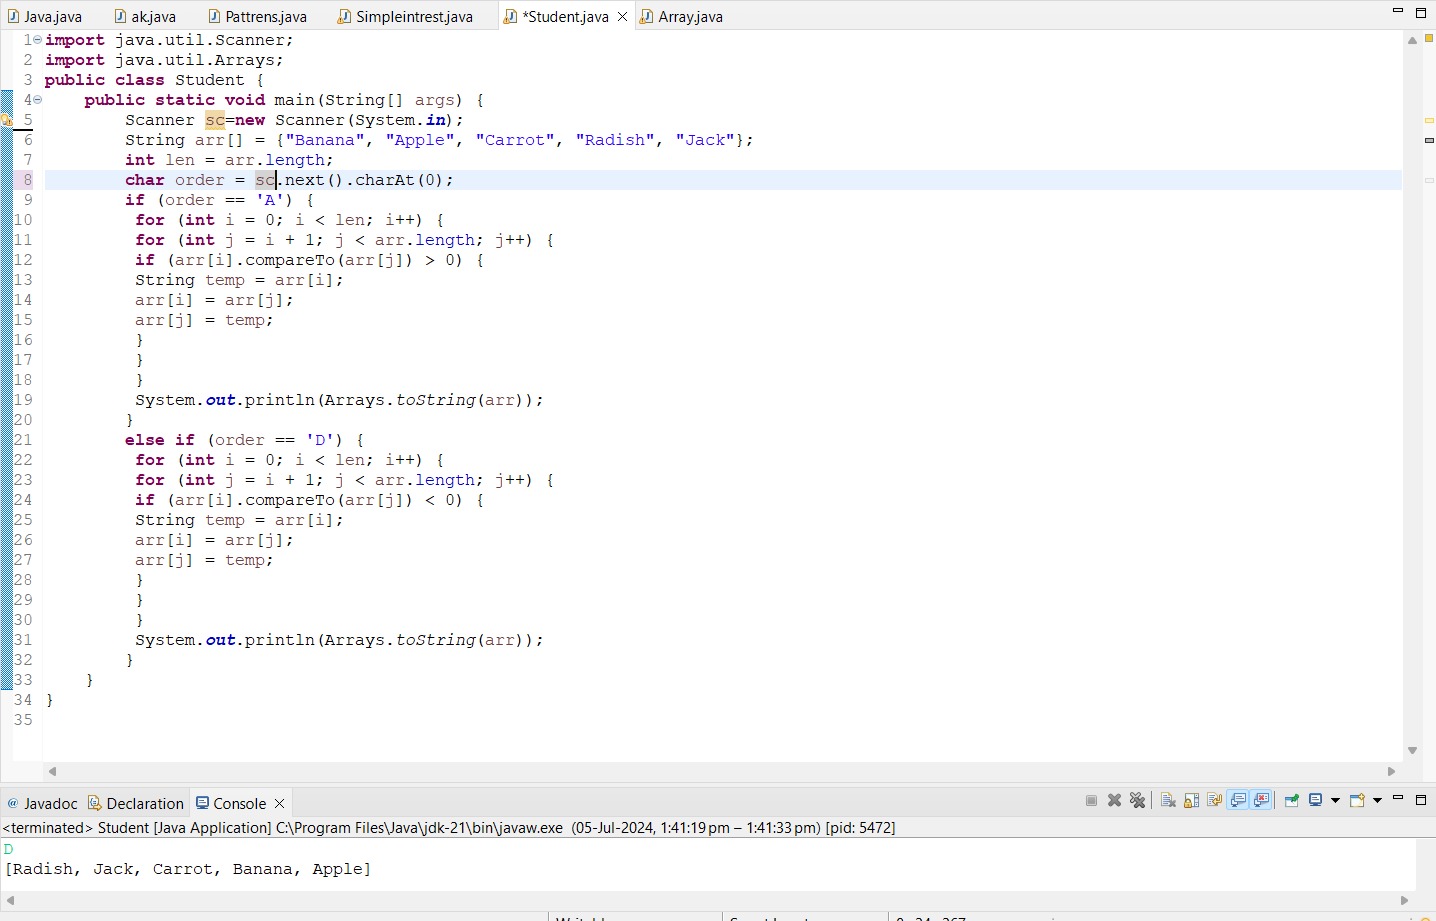 Java.java ak.java Pattrens.java Simpleintrest.java *Student.java Array.java
1 import java.util.Scanner;
2 import java.util.Arrays;
3 public class Student {
4 public static void main(String[] args) {
5 Scanner sc=new Scanner(System.in);
6 String arr[] = {"Banana", "Apple", "Carrot", "Radish", "Jack"};
7 int len = arr.length;
8 char order = sc.next().charAt(0);
9 if (order == 'A') {
10 for (int i = 0; i < len; i++) {
11 for (int j = i + 1; j < arr.length; j++) {
12 if (arr[i].compareTo(arr[j]) > 0) {
13 String temp = arr[i];
14 arr[i] = arr[j];
15 arr[j] = temp;
16 }
17 }
18 }
19 System.out.println(Arrays.toString(arr));
20 }
21 else if (order == 'D') {
22 for (int i = 0; i < len; i++) {
23 for (int j = i + 1; j < arr.length; j++) {
24 if (arr[i].compareTo(arr[j]) < 0) {
25 String temp = arr[i];
26 arr[i] = arr[j];
27 arr[j] = temp;
28 }
29 }
30 }
31 System.out.println(Arrays.toString(arr));
32 }
33 }
34 }
35
@ Javadoc Declaration Console
<terminated> Student [Java Application] C:\Program Files\Java\jdk-21\bin\javaw.exe (05-Jul-2024, 1:41:19 pm – 1:41:33 pm) [pid: 5472]
D
[Radish, Jack, Carrot, Banana, Apple]